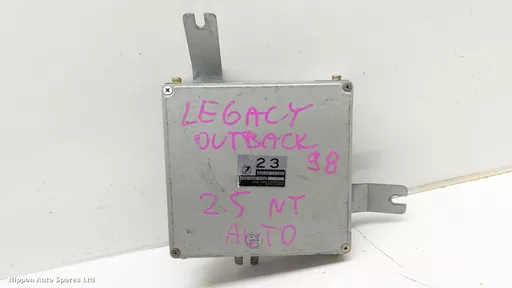 LEGACY
OUTBACK
98
23
2.5 NT
AUTO
Nippon Auto Spares Ltd